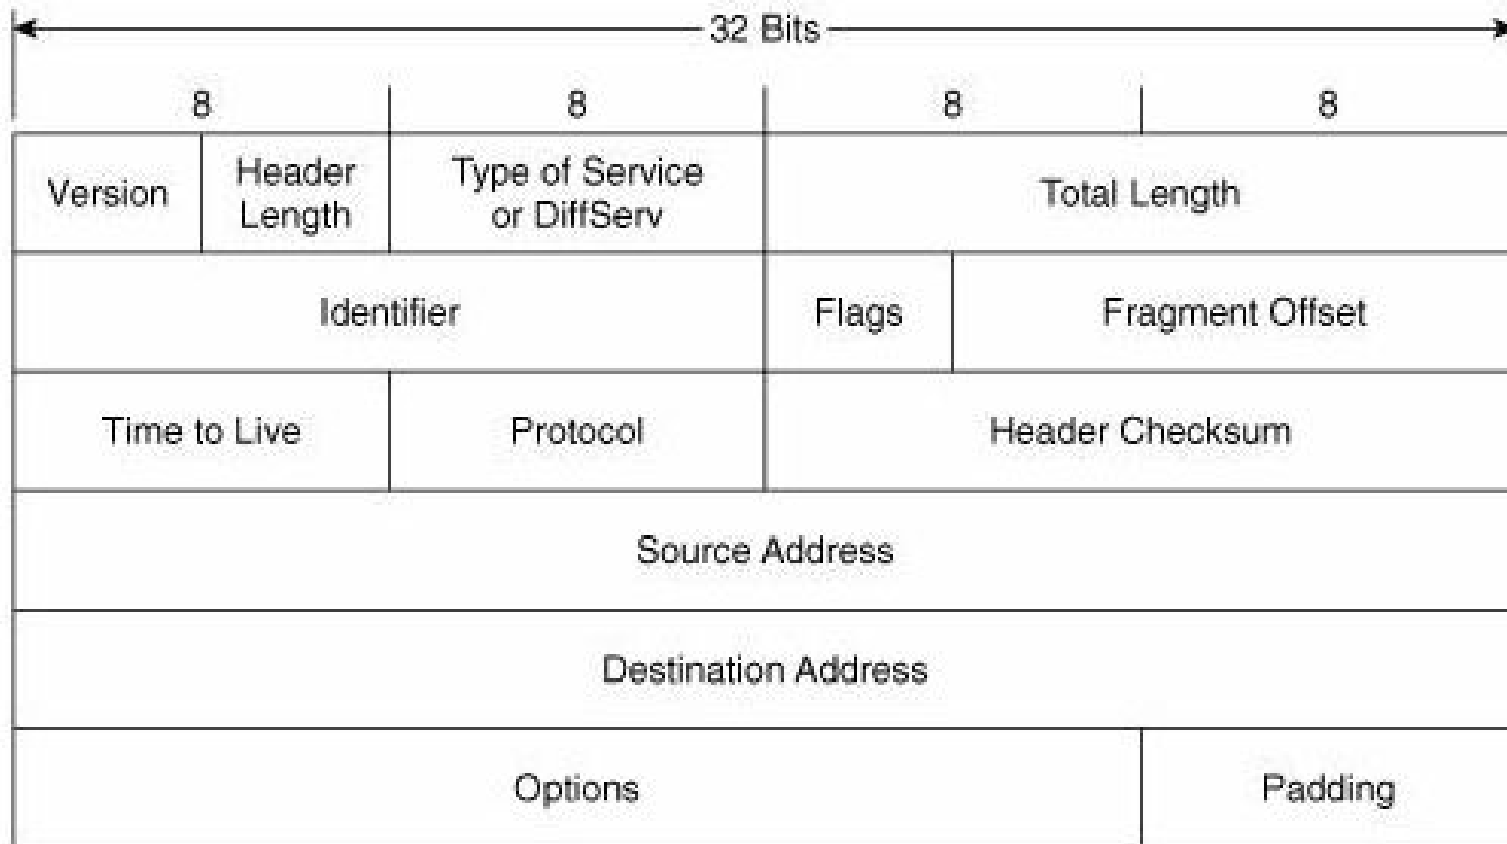 32 Bits
8 8 8 8
Version Header Length Type of Service or DiffServ Total Length
Identifier Flags Fragment Offset
Time to Live Protocol Header Checksum
Source Address
Destination Address
Options Padding